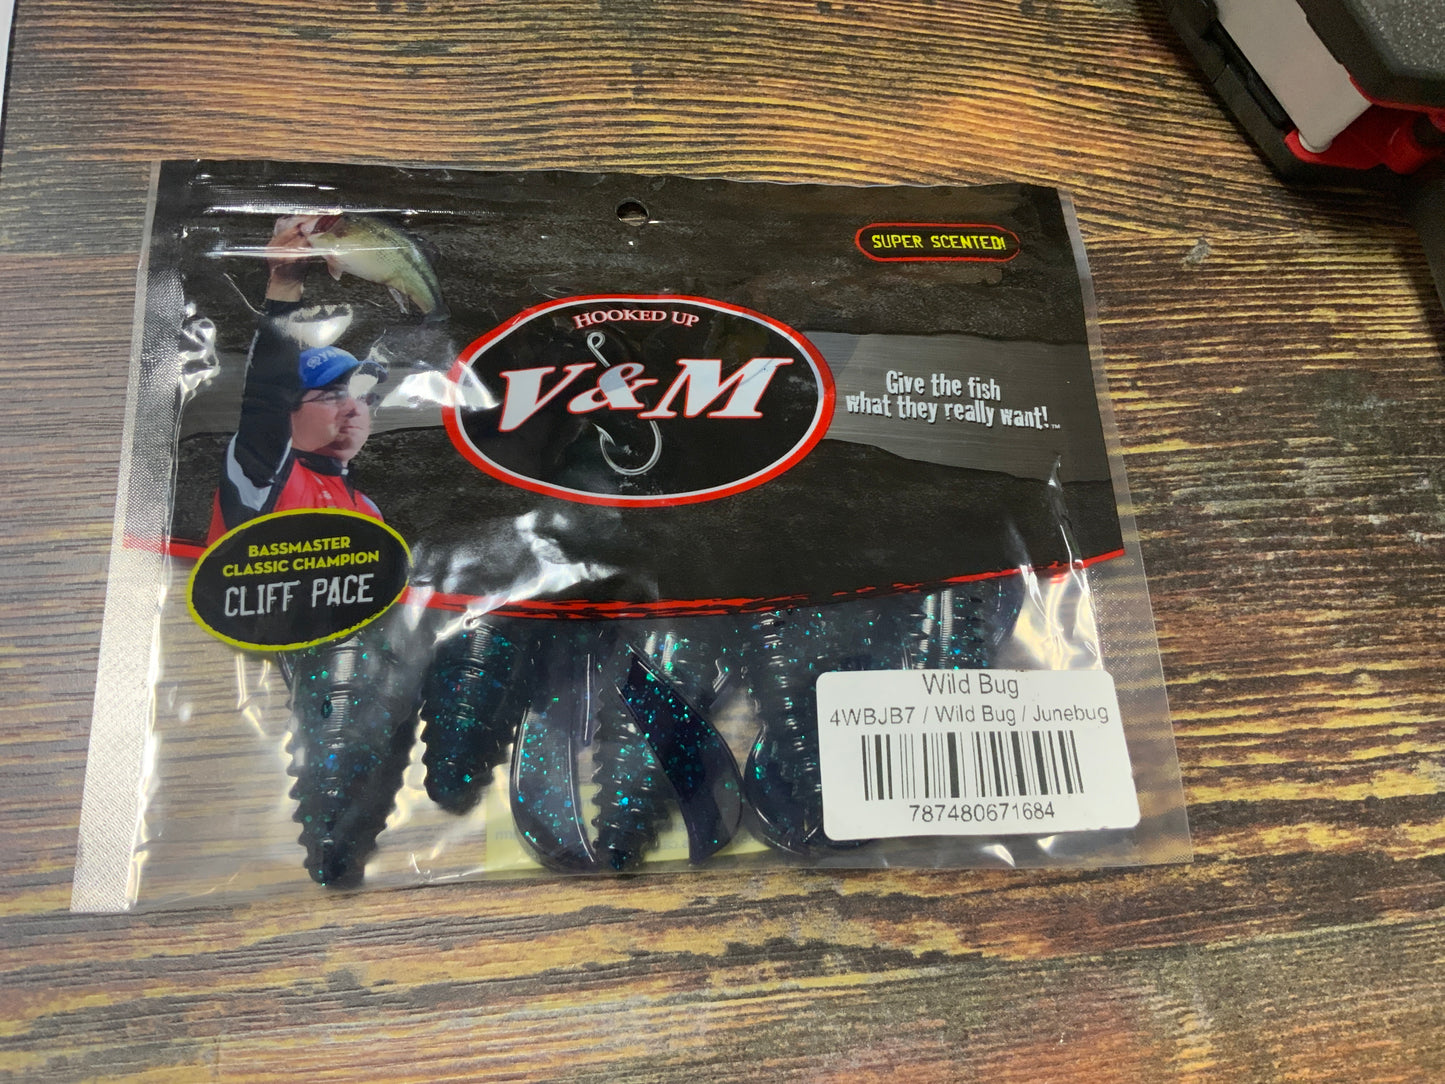 SUPER SCENTED!
HOOKED UP
V&M
Give the fish
what they really want!™
BASSMASTER
CLASSIC CHAMPION
CLIFF PACE
Wild Bug
4WBJB7 / Wild Bug / Junebug
787480671684